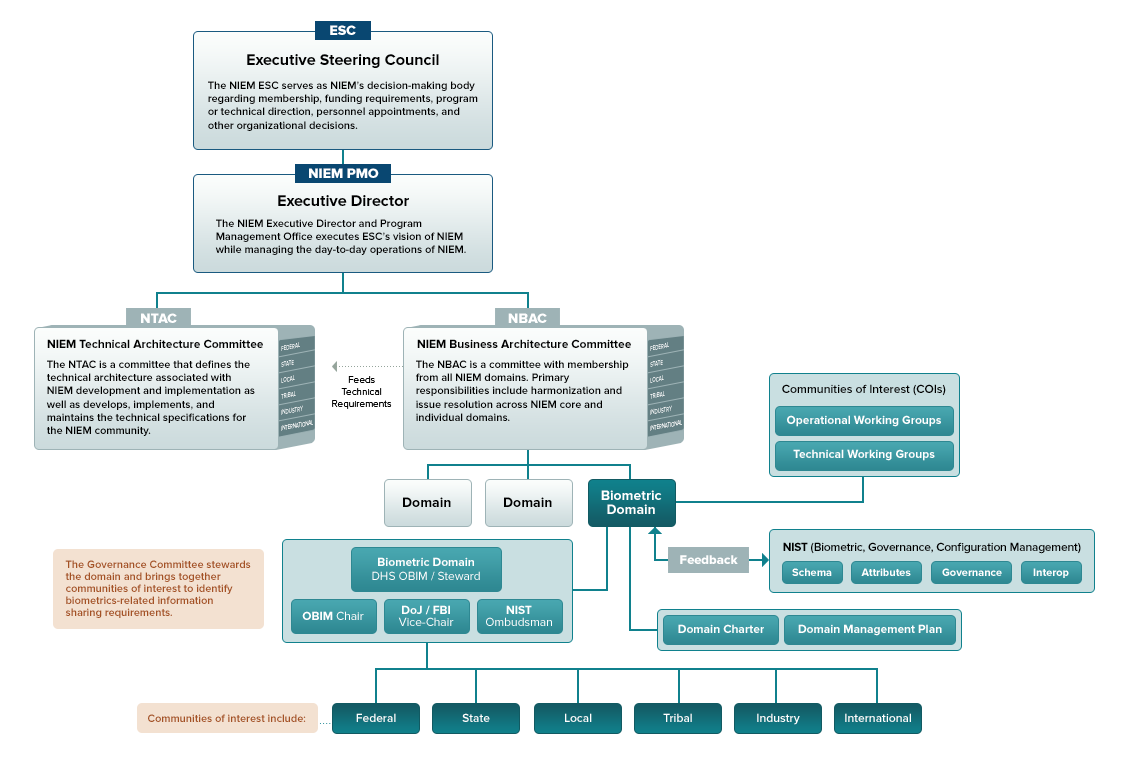 ESC
Executive Steering Council
The NIEM ESC serves as NIEM's decision-making body
regarding membership, funding requirements, program
or technical direction, personnel appointments, and
other organizational decisions.
NIEM PMO
Executive Director
The NIEM Executive Director and Program
Management Office executes ESC's vision of NIEM
while managing the day-to-day operations of NIEM.
NTAC
NIEM Technical Architecture Committee
The NTAC is a committee that defines the
technical architecture associated with
NIEM development and implementation as
well as develops, implements, and
maintains the technical specifications for
the NIEM community.
FEDERAL
STATE
LOCAL
TRIBAL
INDUSTRY
INTERNATIONAL
Feeds
Technical
Requirements
NBAC
NIEM Business Architecture Committee
The NBAC is a committee with membership
from all NIEM domains. Primary
responsibilities include harmonization and
issue resolution across NIEM core and
individual domains.
FEDERAL
STATE
LOCAL
TRIBAL
INDUSTRY
INTERNATIONAL
Communities of Interest (COIs)
Operational Working Groups
Technical Working Groups
Domain
Domain
Biometric
Domain
Feedback
NIST (Biometric, Governance, Configuration Management)
Schema
Attributes
Governance
Interop
The Governance Committee stewards
the domain and brings together
communities of interest to identify
biometrics-related information
sharing requirements.
Biometric Domain
DHS OBIM / Steward
OBIM Chair
DoJ / FBI
Vice-Chair
NIST
Ombudsman
Domain Charter
Domain Management Plan
Communities of interest include:
Federal
State
Local
Tribal
Industry
International